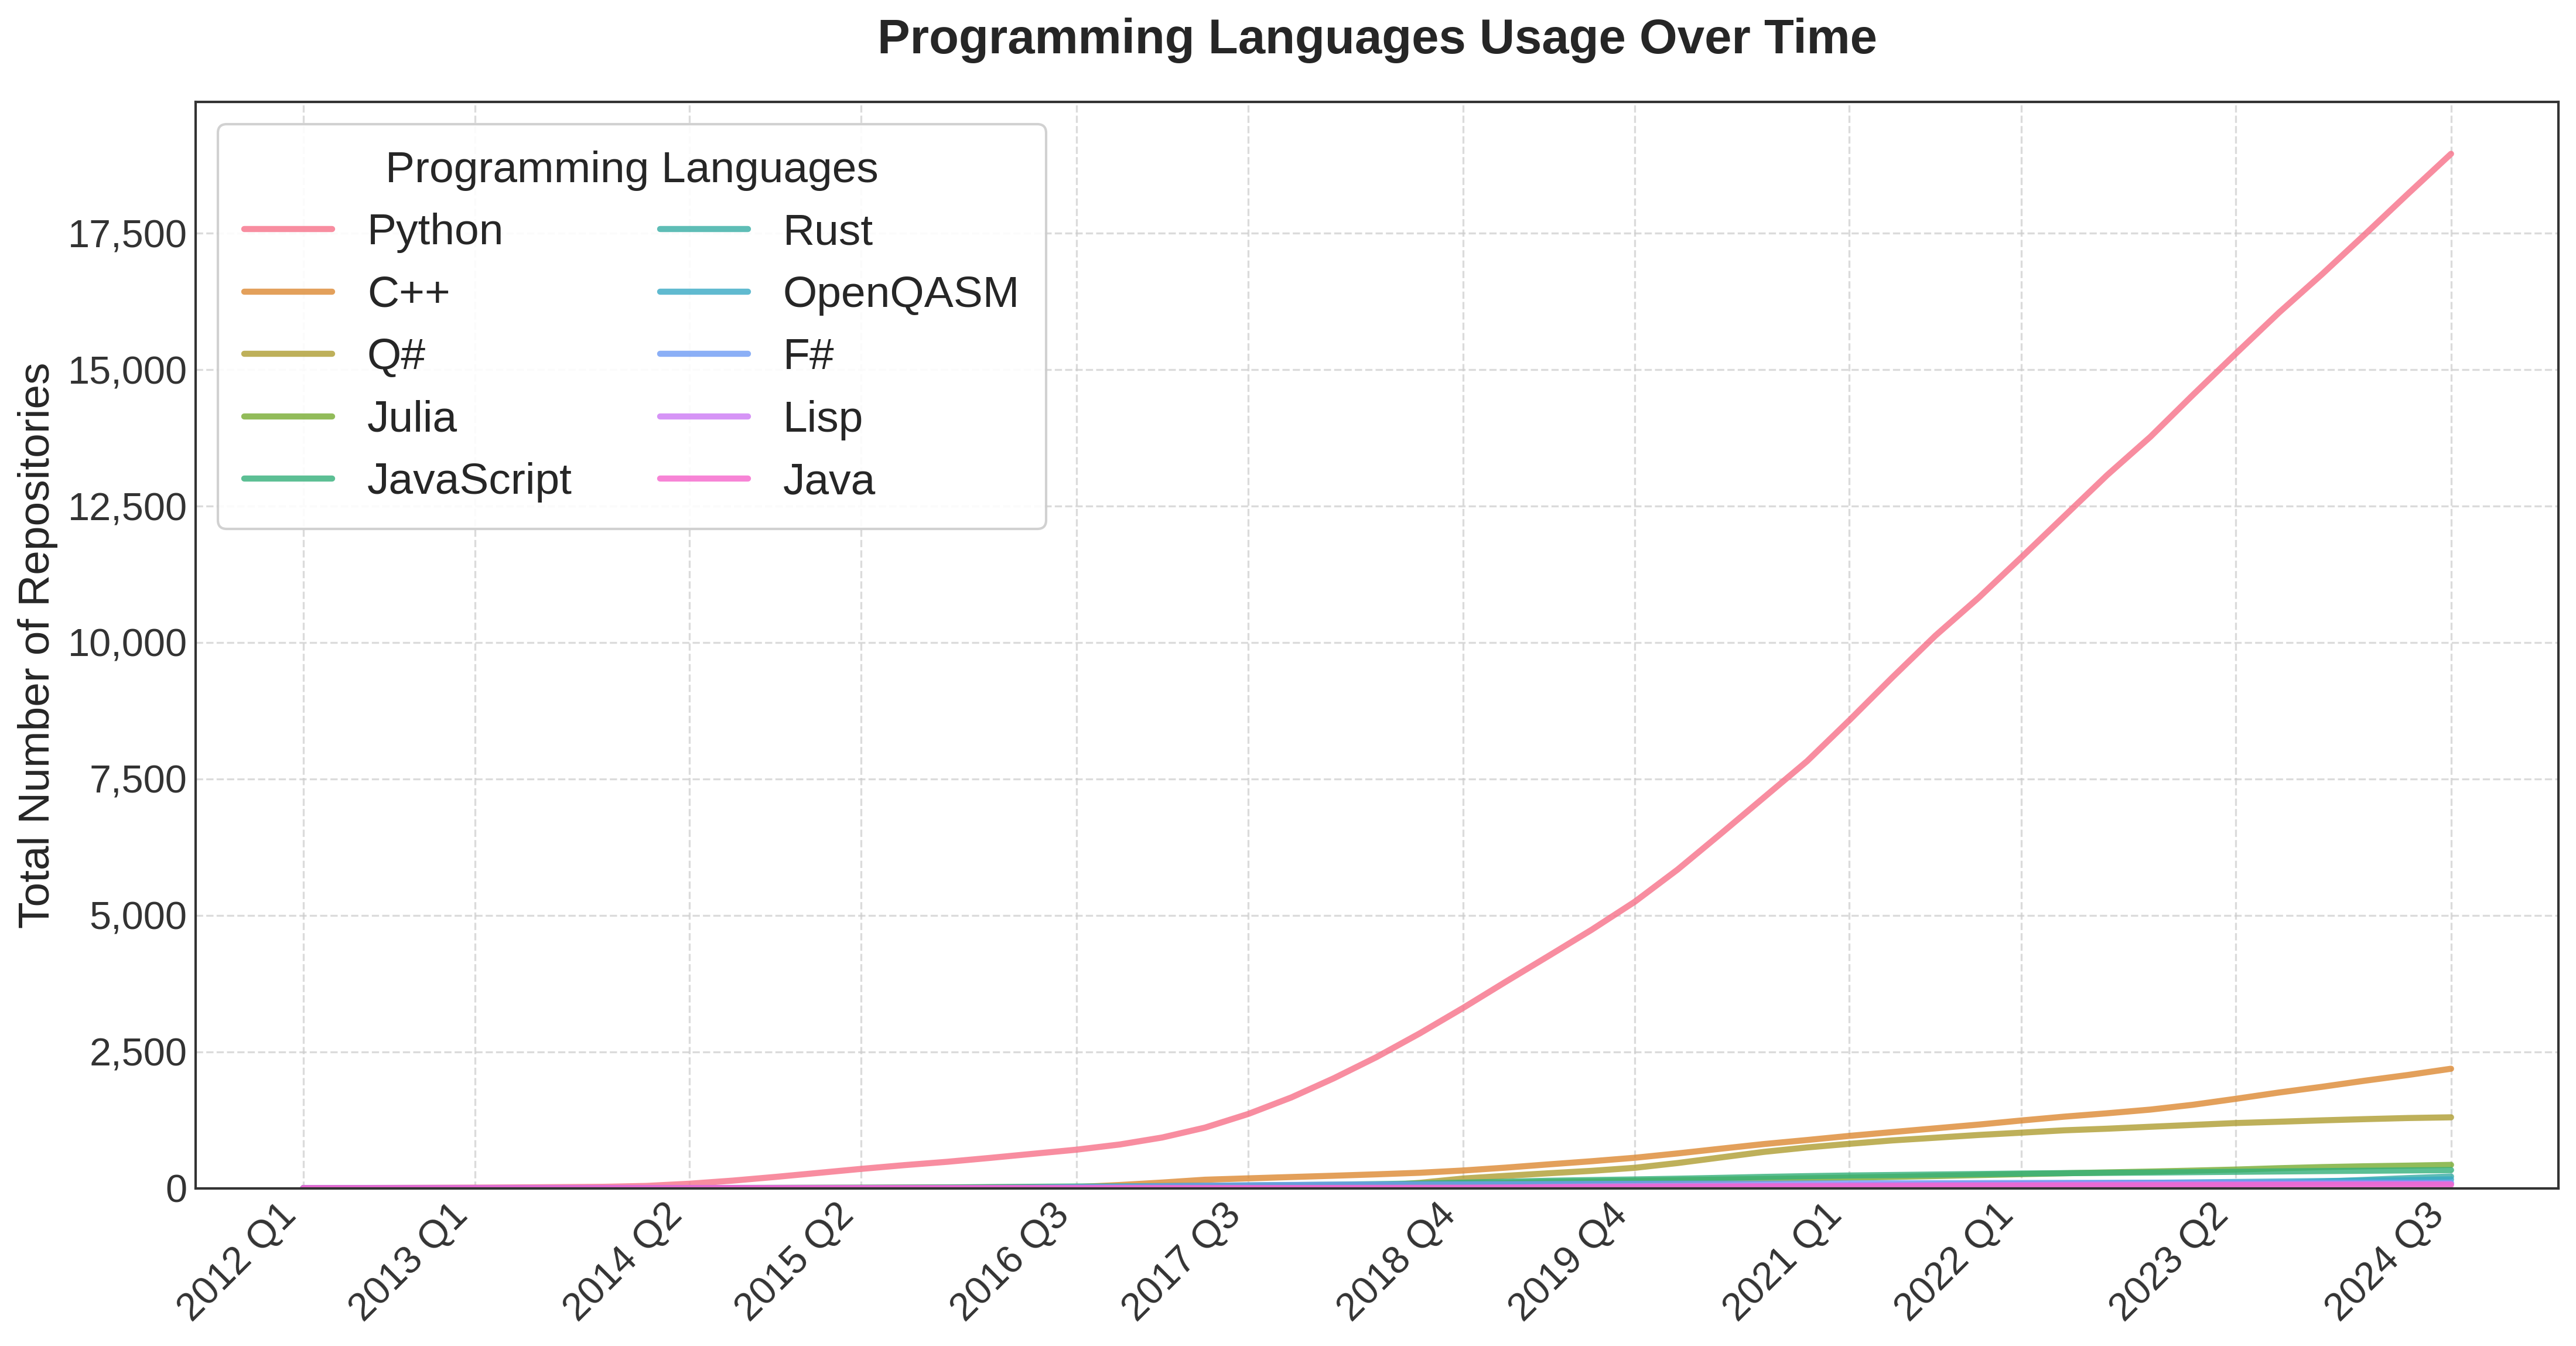 Programming Languages Usage Over Time
Total Number of Repositories
17,500
15,000
12,500
10,000
7,500
5,000
2,500
0
Programming Languages
Python
C++
Q#
Julia
JavaScript
Rust
OpenQASM
F#
Lisp
Java
2012 Q1
2013 Q1
2014 Q2
2015 Q2
2016 Q3
2017 Q3
2018 Q4
2019 Q4
2021 Q1
2022 Q1
2023 Q2
2024 Q3